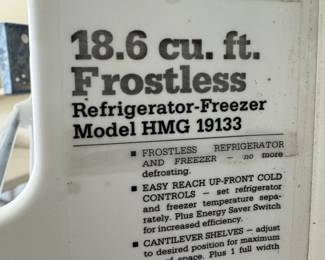 18.6 cu. ft.
Frostless
Refrigerator-Freezer
Model HMG 19133
▪ FROSTLESS REFRIGERATOR
AND FREEZER – no more
defrosting.
▪ EASY REACH UP-FRONT COLD
CONTROLS – set refrigerator
and freezer temperature sepa-
rately. Plus Energy Saver Switch
for increased efficiency.
▪ CANTILEVER SHELVES – adjust
to desired position for maximum
of space. Plus 1 full width